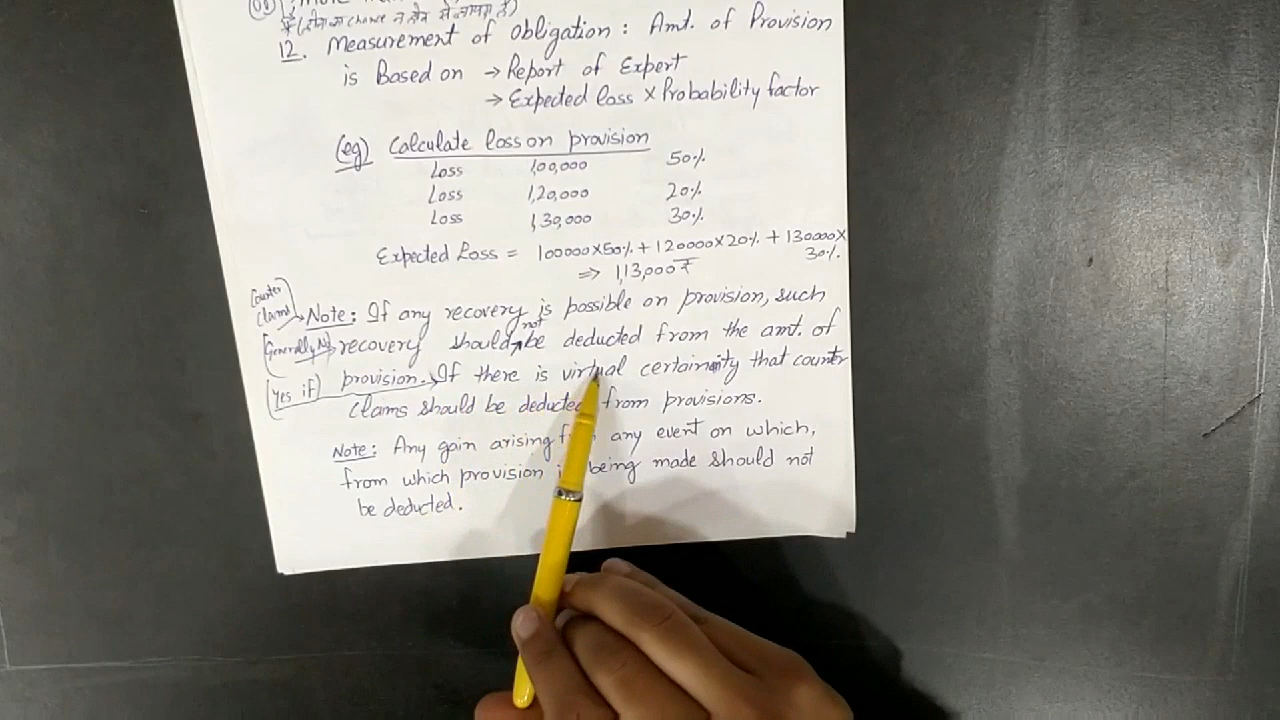 12. Measurement of Obligation : Amt. of Provision
is Based on → Report of Expert
→ Expected loss × Probability factor
(eg) Calculate loss on provision
Loss 1,00,000 50%
Loss 1,20,000 20%
Loss 1,30,000 30%
Expected Loss = 100000×50% + 120000×20% + 130000×
30%
⇒ 1,13,000₹
Counter
Claims
Note: If any recovery is possible on provision, such
(Generally N) recovery should not be deducted from the amt. of
(Yes if) provision. If there is virtual certainity that counter
Clams should be deducted from provisions.
Note: Any gain arising any event on which,
from which provision being made should not
be deducted.